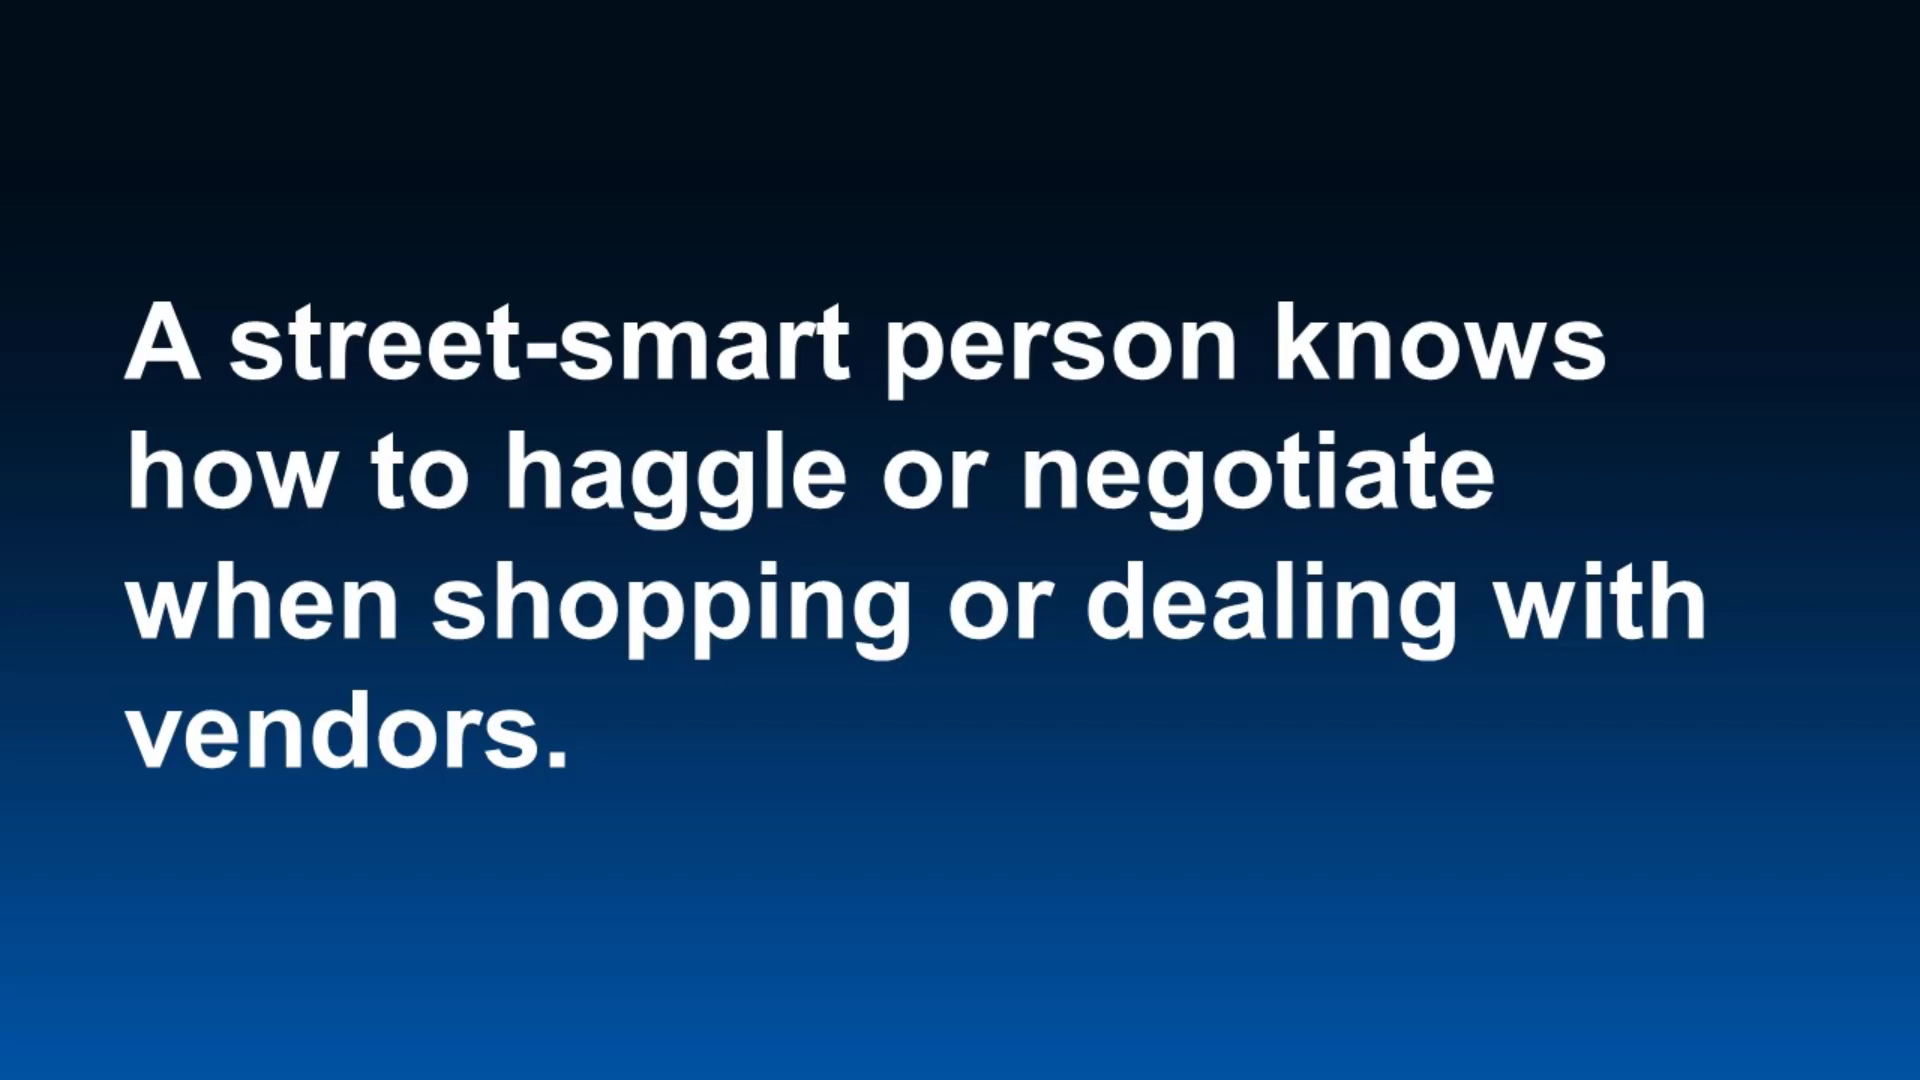 A street-smart person knows
how to haggle or negotiate
when shopping or dealing with
vendors.